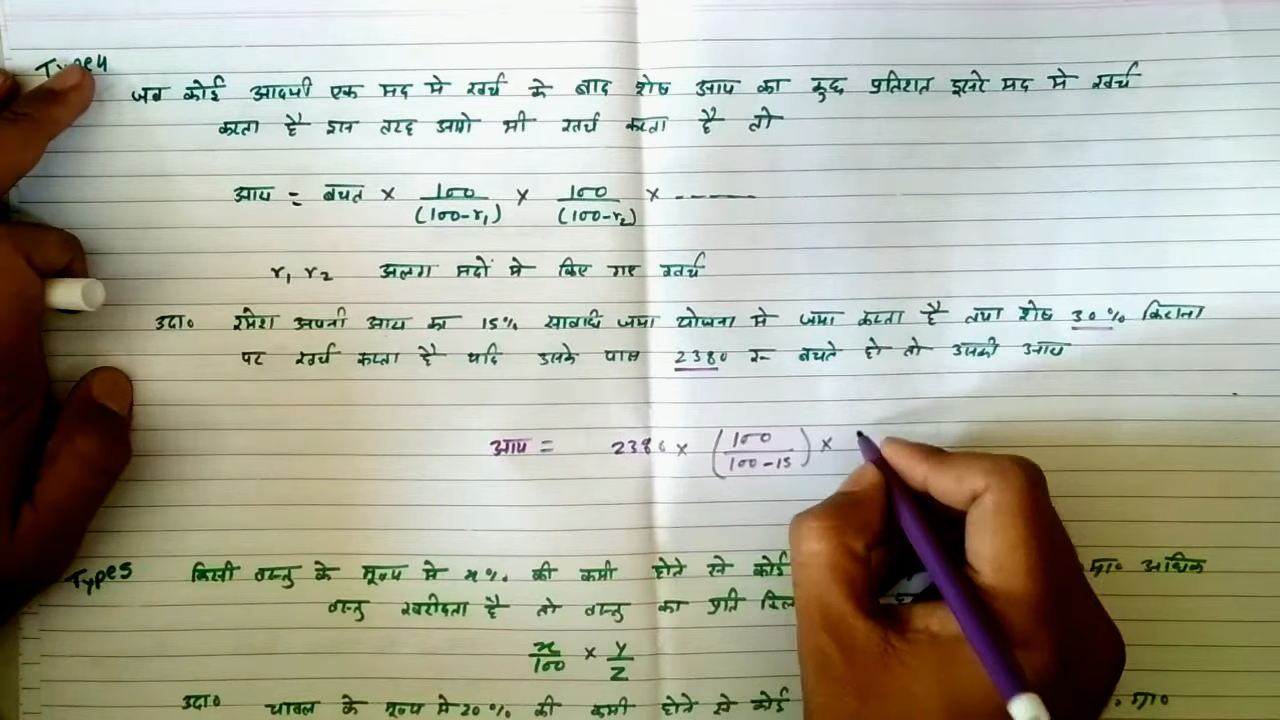 Type4
जब कोई आदमी एक मद मे खर्च के बाद शेष आय का कुछ प्रतिशत दूसरे मद मे खर्च
करता है इस तरह आगे भी खर्च करता है तो
आय = बचत × 100/(100-r₁) × 100/(100-r₂) × -------
r₁ r₂ अलग मदों मे किए गए खर्च
उदा० रमेश अपनी आय का 15% सावधि जमा योजना मे जमा करता है तथा शेष 30% किराना
पर खर्च करता है यदि उसके पास 2380 रू बचते हो तो उसकी आय
आय = 2380 × (100/100-15) ×
Type5 किसी वस्तु के मूल्य मे x% की कमी होने से कोई ग्रा० अधिक
वस्तु खरीदता है तो वस्तु का प्रति
x/100 × y/z
उदा० चावल के मूल्य मे 20% की कमी होने से कोई ग्रा०